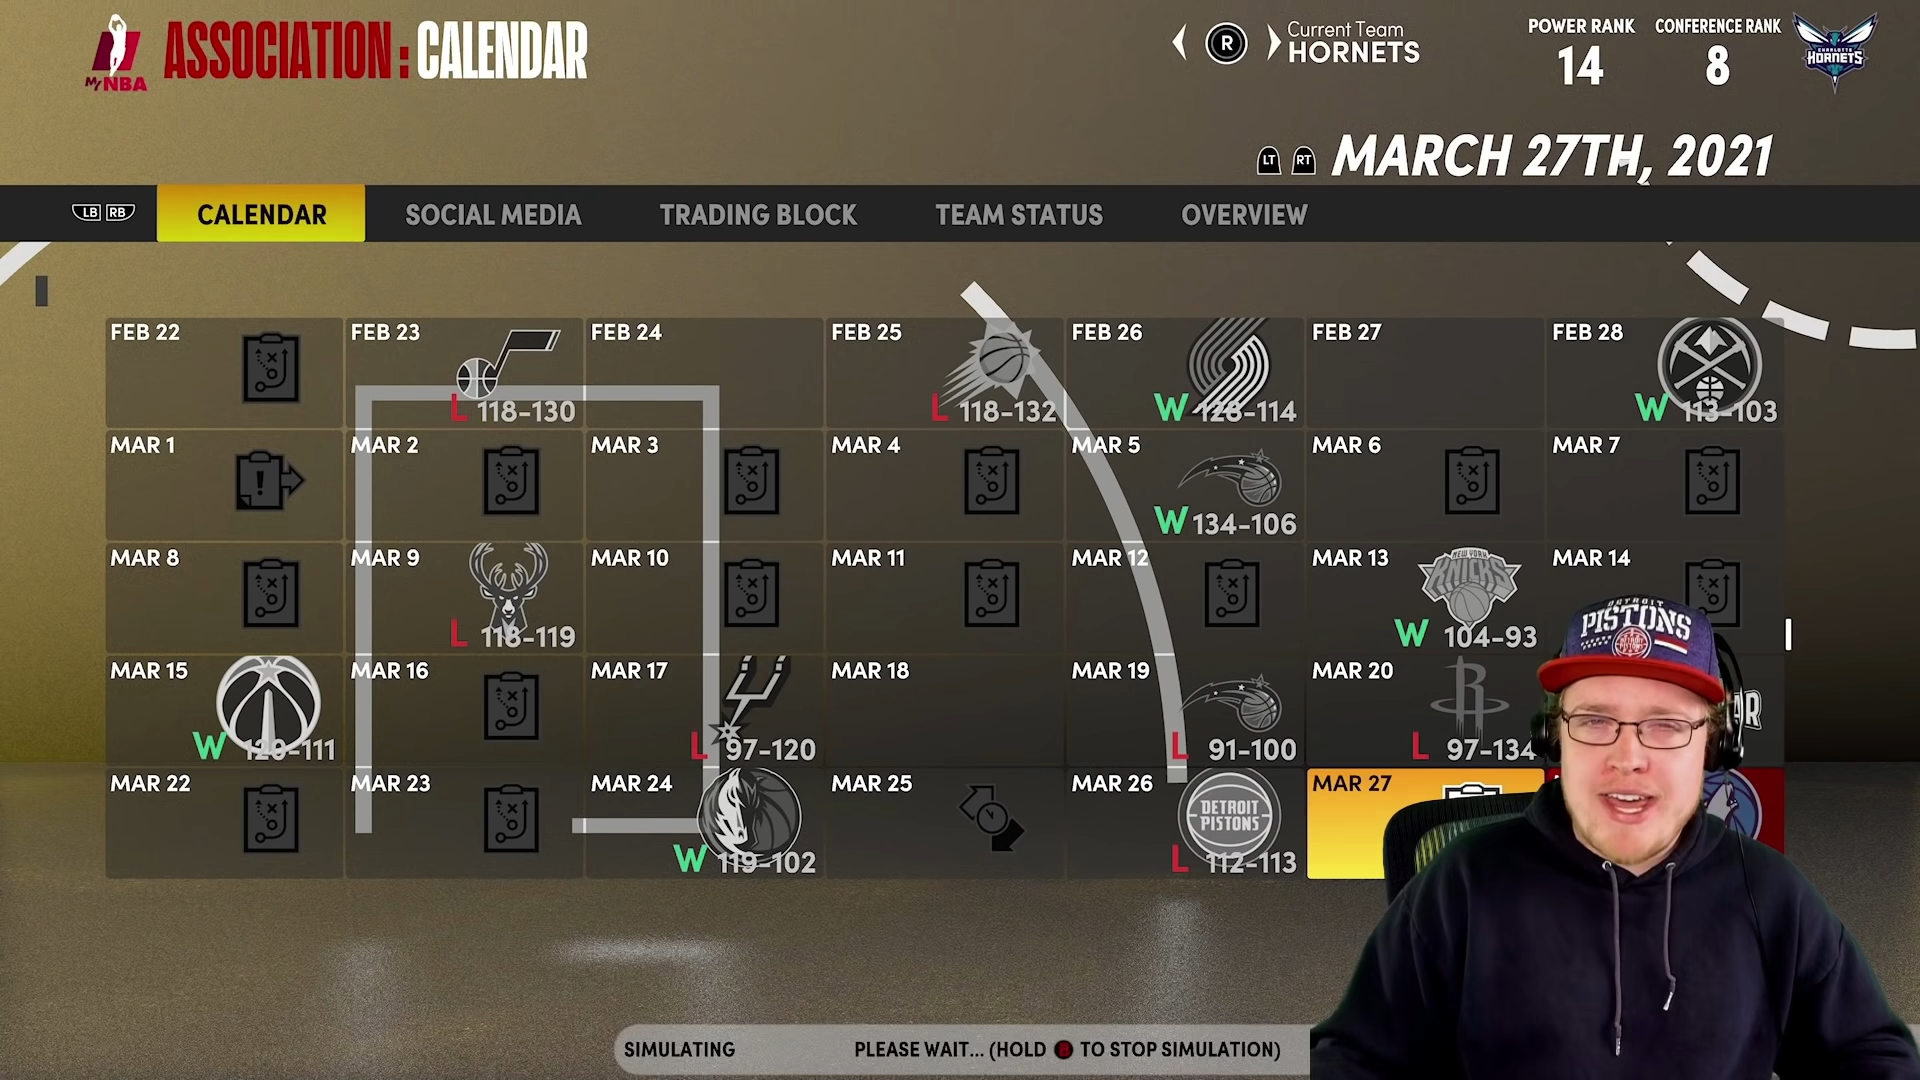 My NBA
ASSOCIATION: CALENDAR
R
Current Team
HORNETS
POWER RANK
14
CONFERENCE RANK
8
CHARLOTTE
HORNETS
LT RT MARCH 27TH, 2021
LB RB CALENDAR SOCIAL MEDIA TRADING BLOCK TEAM STATUS OVERVIEW
FEB 22 FEB 23 FEB 24 FEB 25 FEB 26 FEB 27 FEB 28
L 118-130 L 118-132 W 128-114 W 113-103
MAR 1 MAR 2 MAR 3 MAR 4 MAR 5 MAR 6 MAR 7
W 134-106
MAR 8 MAR 9 MAR 10 MAR 11 MAR 12 MAR 13 MAR 14
NEW YORK
KNICKS
L 118-119 W 104-93
MAR 15 MAR 16 MAR 17 MAR 18 MAR 19 MAR 20
R
W 120-111 L 97-120 L 91-100 L 97-134
MAR 22 MAR 23 MAR 24 MAR 25 MAR 26 MAR 27
DETROIT
PISTONS
W 119-102 L 112-113
DETROIT
PISTONS
SIMULATING PLEASE WAIT... (HOLD B TO STOP SIMULATION)